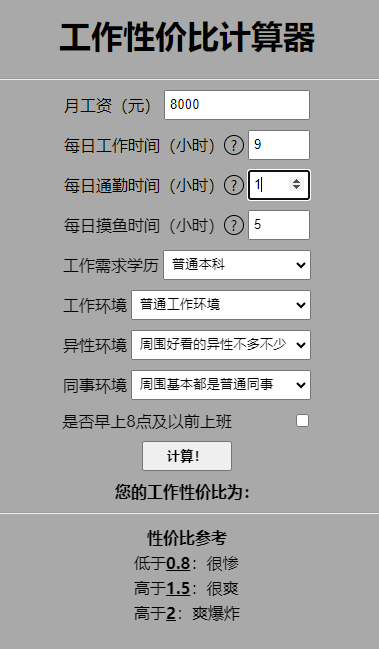 工作性价比计算器
月工资（元） 8000
每日工作时间（小时）? 9
每日通勤时间（小时）? 1
每日摸鱼时间（小时）? 5
工作需求学历 普通本科
工作环境 普通工作环境
异性环境 周围好看的异性不多不少
同事环境 周围基本都是普通同事
是否早上8点及以前上班
计算！
您的工作性价比为：
性价比参考
低于0.8：很惨
高于1.5：很爽
高于2：爽爆炸